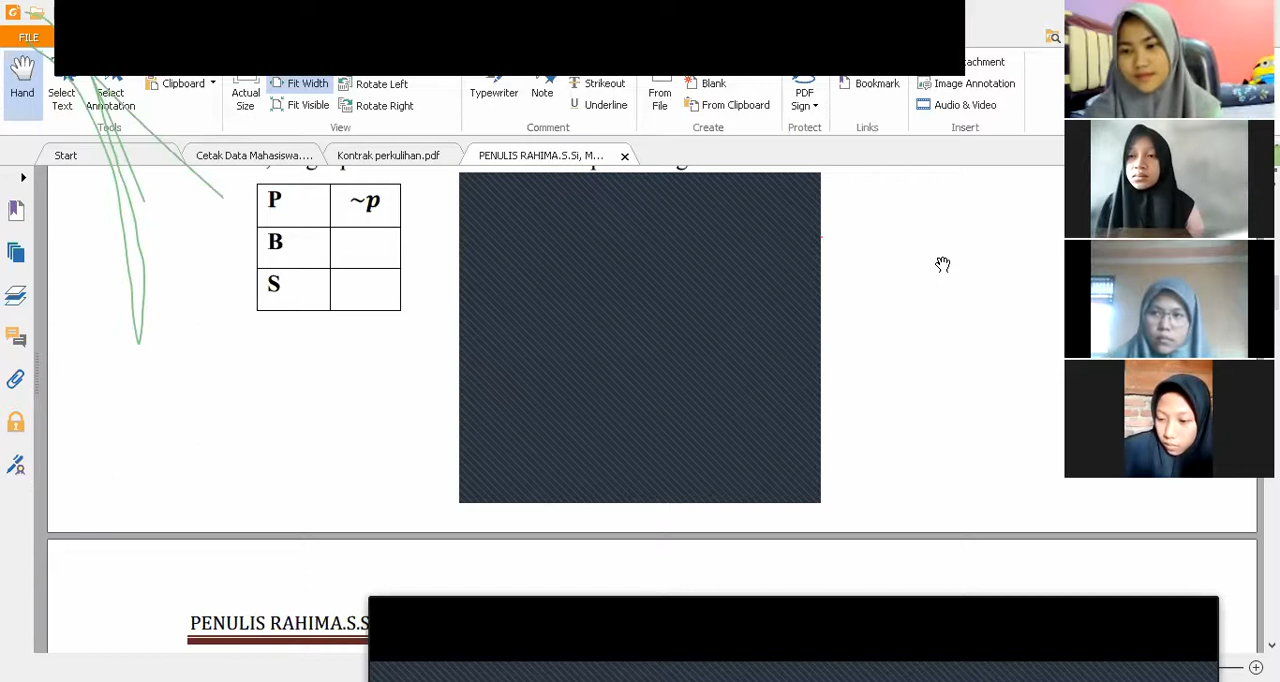 FILE
Hand
Select
Text
Select
Annotation
Clipboard
Tools
Actual
Size
Fit Width
Fit Visible
Rotate Left
Rotate Right
View
Typewriter
Note
Strikeout
Underline
Comment
From
File
Blank
From Clipboard
Create
PDF
Sign
Protect
Bookmark
Links
Image Annotation
Audio & Video
Insert
Start
Cetak Data Mahasiswa....
Kontrak perkulihan.pdf
PENULIS RAHIMA.S.Si, M...
P ~p
B
S
PENULIS RAHIMA.S.S